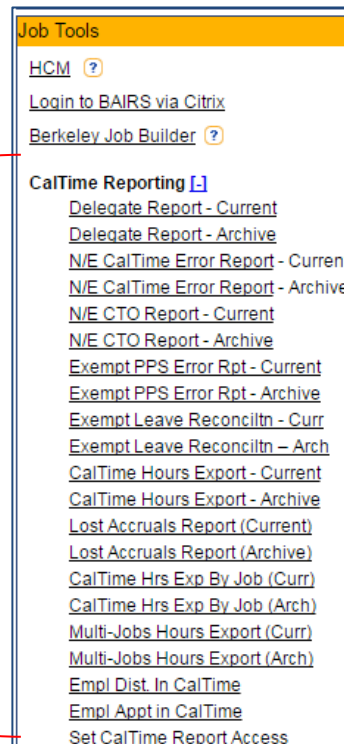 Job Tools
HCM ?
Login to BAIRS via Citrix
Berkeley Job Builder ?
CalTime Reporting [-]
Delegate Report - Current
Delegate Report - Archive
N/E CalTime Error Report - Curren
N/E CalTime Error Report - Archive
N/E CTO Report - Current
N/E CTO Report - Archive
Exempt PPS Error Rpt - Current
Exempt PPS Error Rpt - Archive
Exempt Leave Reconciltn - Curr
Exempt Leave Reconciltn – Arch
CalTime Hours Export - Current
CalTime Hours Export - Archive
Lost Accruals Report (Current)
Lost Accruals Report (Archive)
CalTime Hrs Exp By Job (Curr)
CalTime Hrs Exp By Job (Arch)
Multi-Jobs Hours Export (Curr)
Multi-Jobs Hours Export (Arch)
Empl Dist. In CalTime
Empl Appt in CalTime
Set CalTime Report Access